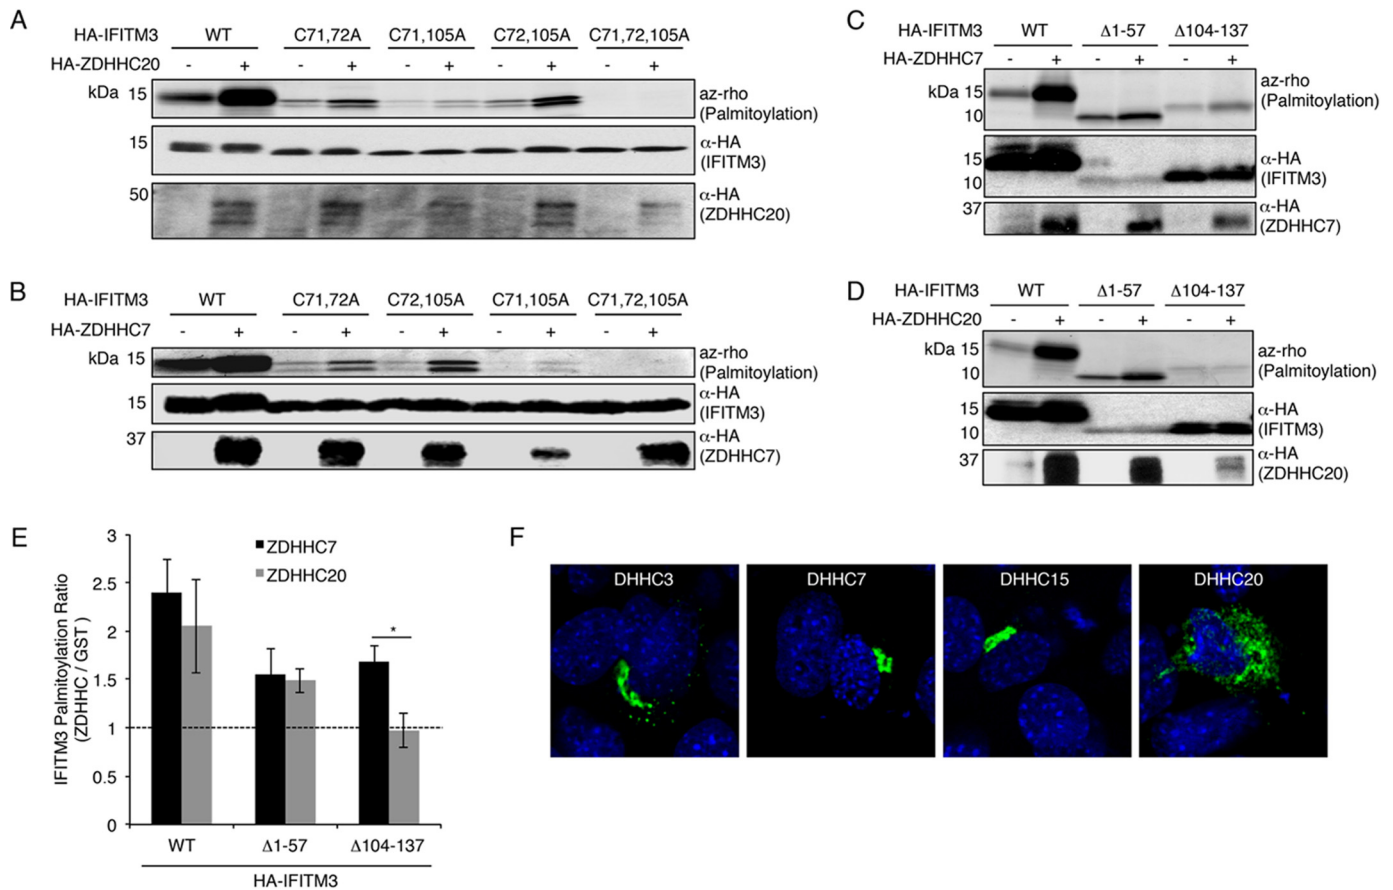 A
HA-IFITM3 WT C71,72A C71,105A C72,105A C71,72,105A
HA-ZDHHC20 - + - + - + - + - +
kDa 15 az-rho
(Palmitoylation)
15 α-HA
(IFITM3)
50 α-HA
(ZDHHC20)
B
HA-IFITM3 WT C71,72A C72,105A C71,105A C71,72,105A
HA-ZDHHC7 - + - + - + - + - +
kDa 15 az-rho
(Palmitoylation)
15 α-HA
(IFITM3)
37 α-HA
(ZDHHC7)
C
HA-IFITM3 WT Δ1-57 Δ104-137
HA-ZDHHC7 - + - + - +
kDa 15 az-rho
10 (Palmitoylation)
15 α-HA
10 (IFITM3)
37 α-HA
(ZDHHC7)
D
HA-IFITM3 WT Δ1-57 Δ104-137
HA-ZDHHC20 - + - + - +
kDa 15 az-rho
10 (Palmitoylation)
15 α-HA
10 (IFITM3)
37 α-HA
(ZDHHC20)
E
IFITM3 Palmitoylation Ratio
(ZDHHC / GST )
3
2.5
2
1.5
1
0.5
0
ZDHHC7
ZDHHC20
*
WT Δ1-57 Δ104-137
HA-IFITM3
F
DHHC3 DHHC7 DHHC15 DHHC20